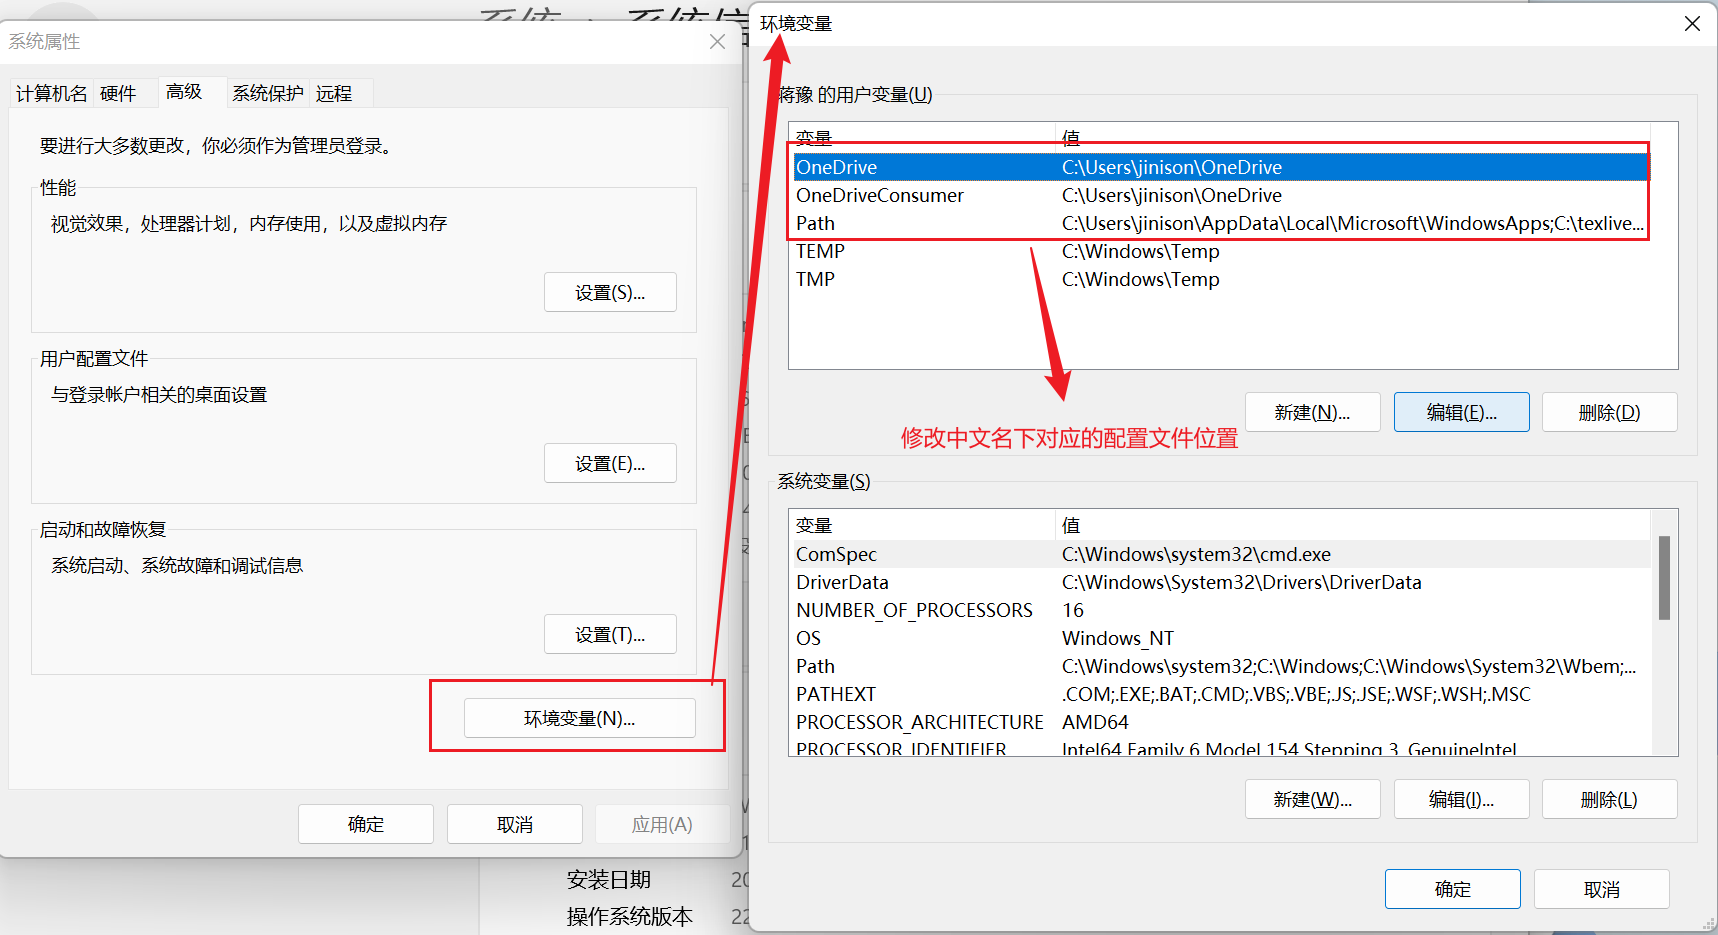 系统属性
计算机名
硬件
高级
系统保护
远程
要进行大多数更改，你必须作为管理员登录。
性能
视觉效果，处理器计划，内存使用，以及虚拟内存
设置(S)...
用户配置文件
与登录帐户相关的桌面设置
设置(E)...
启动和故障恢复
系统启动、系统故障和调试信息
设置(T)...
环境变量(N)...
确定
取消
应用(A)
安装日期
操作系统版本
环境变量
蒋豫 的用户变量(U)
变量 值
OneDrive C:\Users\jinison\OneDrive
OneDriveConsumer C:\Users\jinison\OneDrive
Path C:\Users\jinison\AppData\Local\Microsoft\WindowsApps;C:\texlive...
TEMP C:\Windows\Temp
TMP C:\Windows\Temp
新建(N)...
编辑(E)...
删除(D)
修改中文名下对应的配置文件位置
系统变量(S)
变量 值
ComSpec C:\Windows\system32\cmd.exe
DriverData C:\Windows\System32\Drivers\DriverData
NUMBER_OF_PROCESSORS 16
OS Windows_NT
Path C:\Windows\system32;C:\Windows;C:\Windows\System32\Wbem;...
PATHEXT .COM;.EXE;.BAT;.CMD;.VBS;.VBE;.JS;.JSE;.WSF;.WSH;.MSC
PROCESSOR_ARCHITECTURE AMD64
PROCESSOR_IDENTIFIER Intel64 Family 6 Model 154 Stepping 3, GenuineIntel
新建(W)...
编辑(I)...
删除(L)
确定
取消